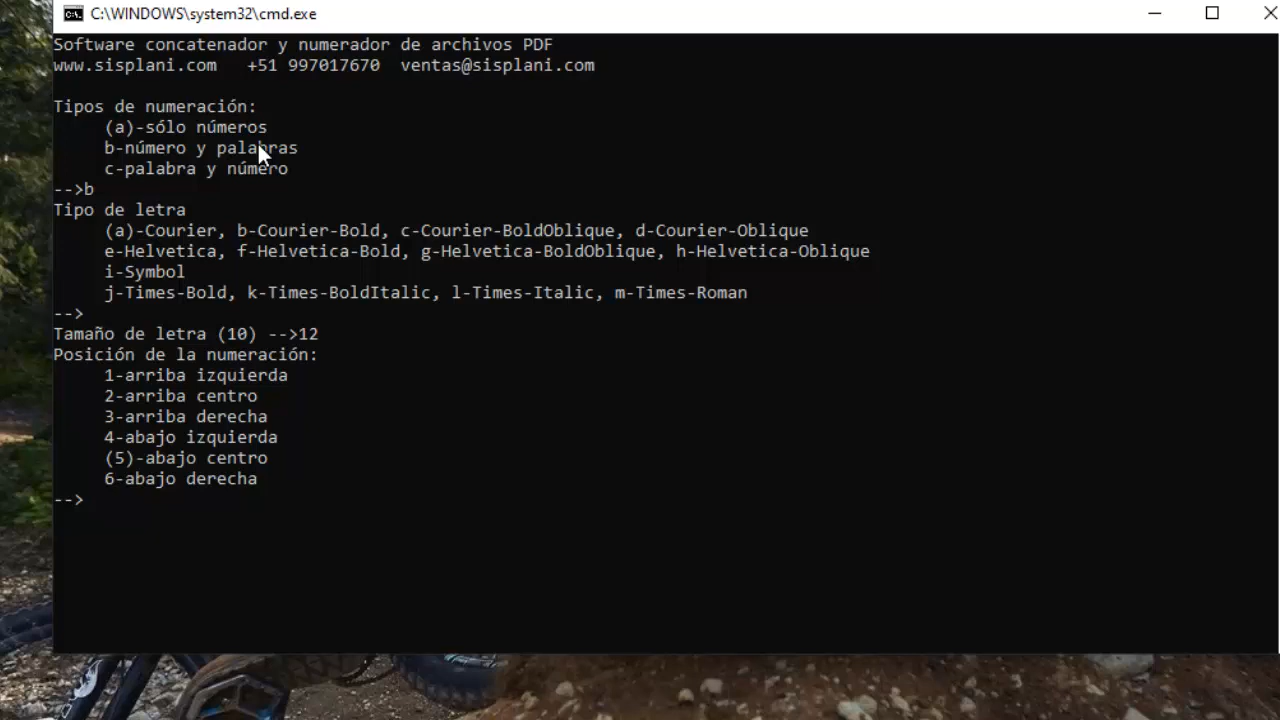 C:\WINDOWS\system32\cmd.exe
Software concatenador y numerador de archivos PDF
www.sisplani.com   +51 997017670  ventas@sisplani.com
Tipos de numeración:
(a)-sólo números
b-número y palabras
c-palabra y número
-->b
Tipo de letra
(a)-Courier, b-Courier-Bold, c-Courier-BoldOblique, d-Courier-Oblique
e-Helvetica, f-Helvetica-Bold, g-Helvetica-BoldOblique, h-Helvetica-Oblique
i-Symbol
j-Times-Bold, k-Times-BoldItalic, l-Times-Italic, m-Times-Roman
-->
Tamaño de letra (10) -->12
Posición de la numeración:
1-arriba izquierda
2-arriba centro
3-arriba derecha
4-abajo izquierda
(5)-abajo centro
6-abajo derecha
-->